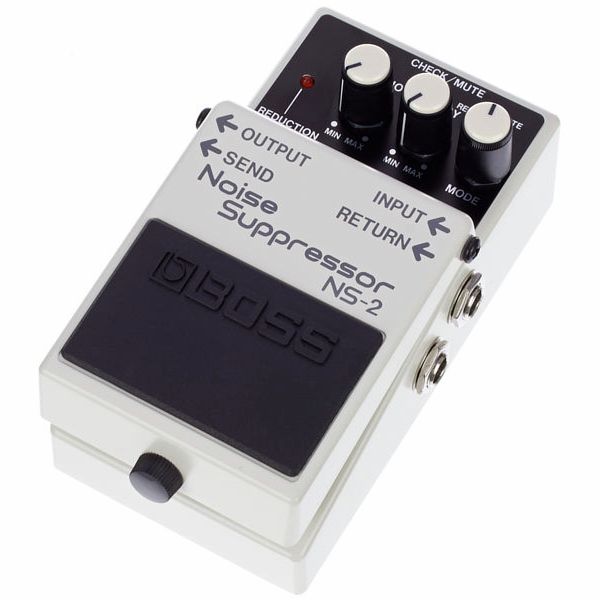 CHECK/MUTE
REDUCTION
MIN MAX
MIN MAX
MODE
OUTPUT
SEND
INPUT
RETURN
Noise
Suppressor
NS-2
BOSS